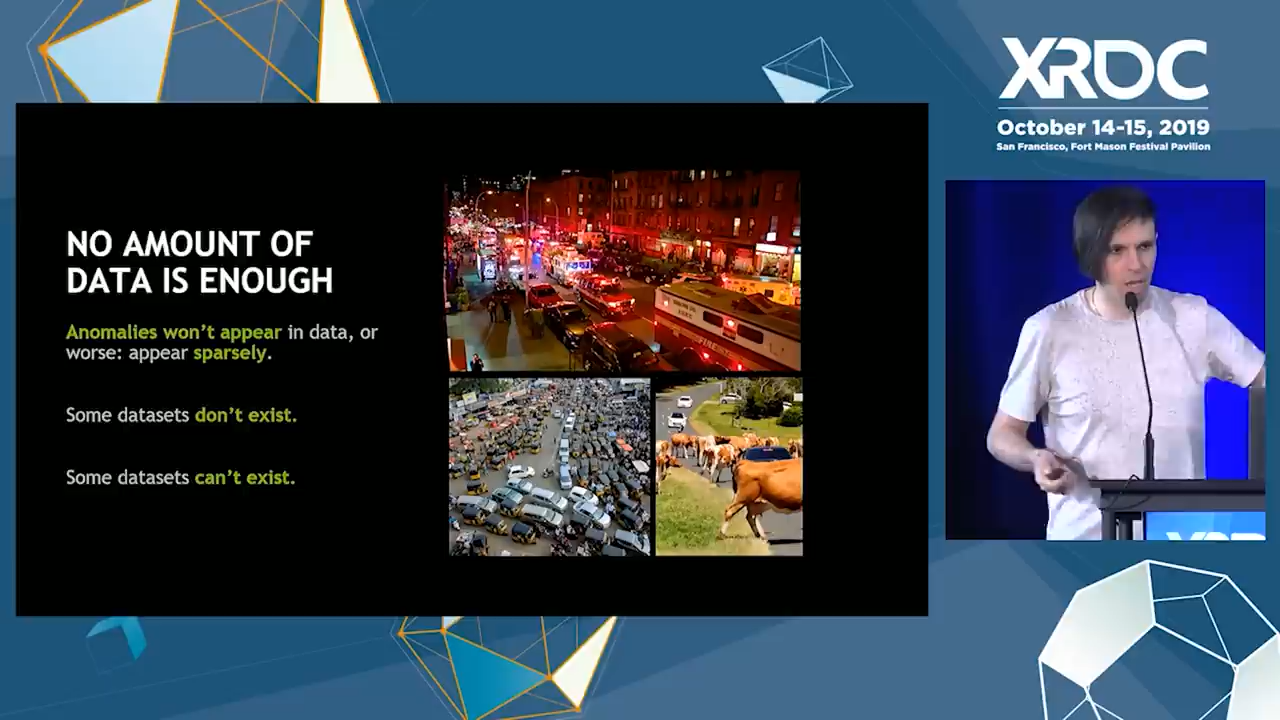 XRDC
October 14-15, 2019
San Francisco, Fort Mason Festival Pavilion
NO AMOUNT OF
DATA IS ENOUGH
Anomalies won't appear in data, or
worse: appear sparsely.
Some datasets don't exist.
Some datasets can't exist.